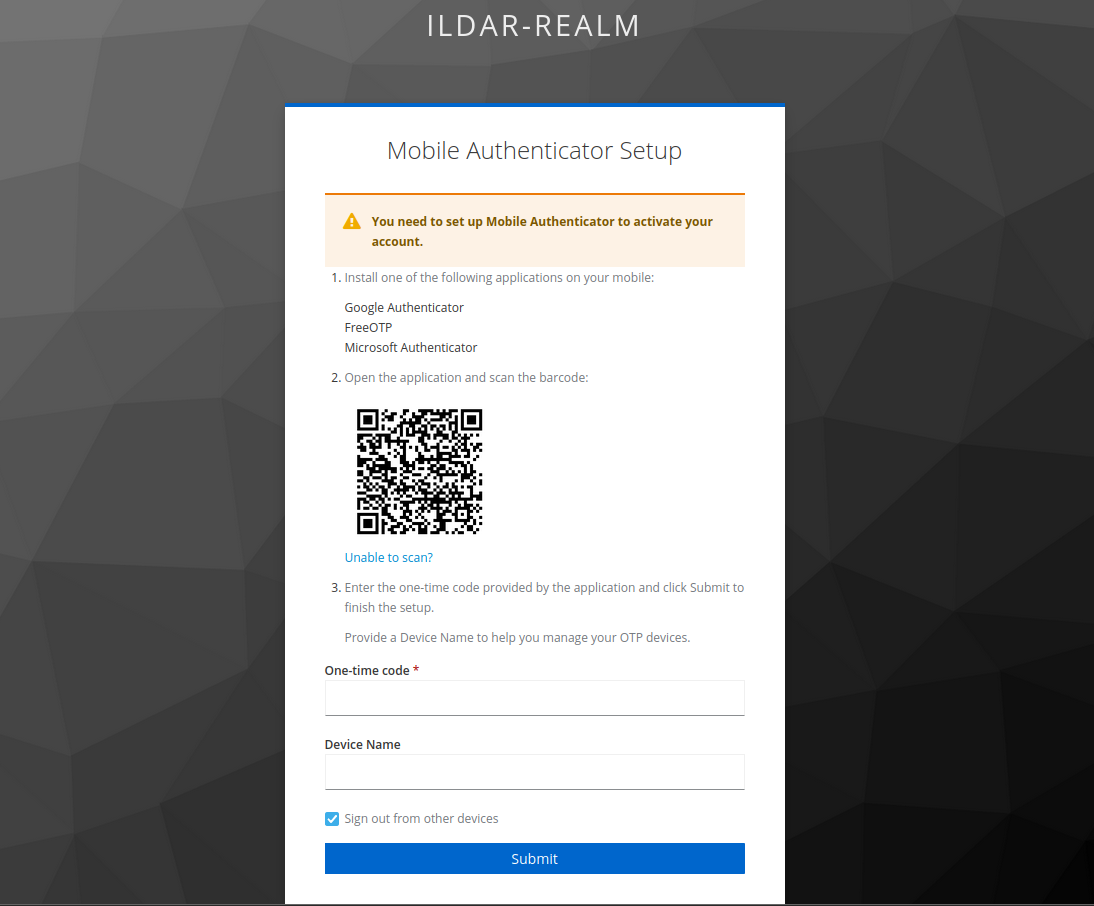 ILDAR-REALM
Mobile Authenticator Setup
You need to set up Mobile Authenticator to activate your
account.
1. Install one of the following applications on your mobile:
Google Authenticator
FreeOTP
Microsoft Authenticator
2. Open the application and scan the barcode:
Unable to scan?
3. Enter the one-time code provided by the application and click Submit to
finish the setup.
Provide a Device Name to help you manage your OTP devices.
One-time code *
Device Name
Sign out from other devices
Submit